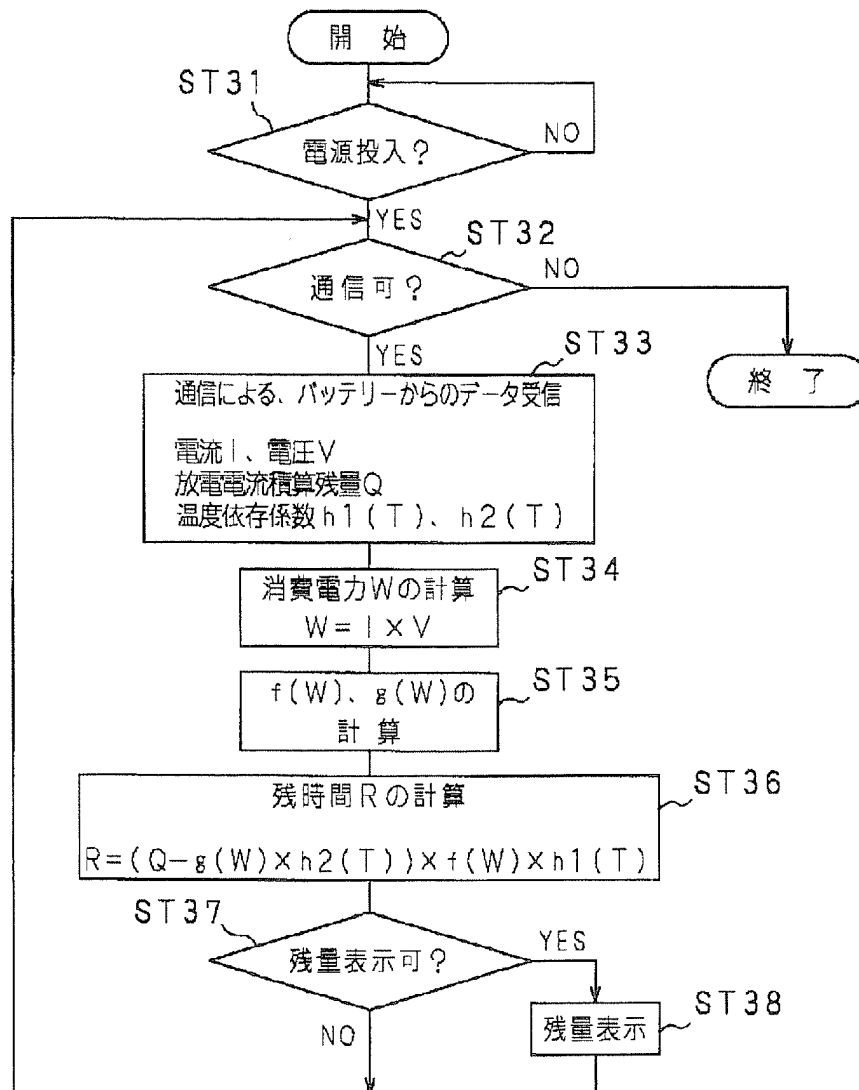 開 始
ST31
電源投入?
NO
YES
ST32
通信可?
NO
YES
終 了
ST33
通信による、バッテリーからのデータ受信
電流I、電圧V
放電電流積算残量Q
温度依存係数h1(T)、h2(T)
ST34
消費電力Wの計算
W=I×V
ST35
f(W)、g(W)の
計 算
ST36
残時間Rの計算
R=(Q-g(W)×h2(T))×f(W)×h1(T)
ST37
残量表示可?
YES
NO
ST38
残量表示